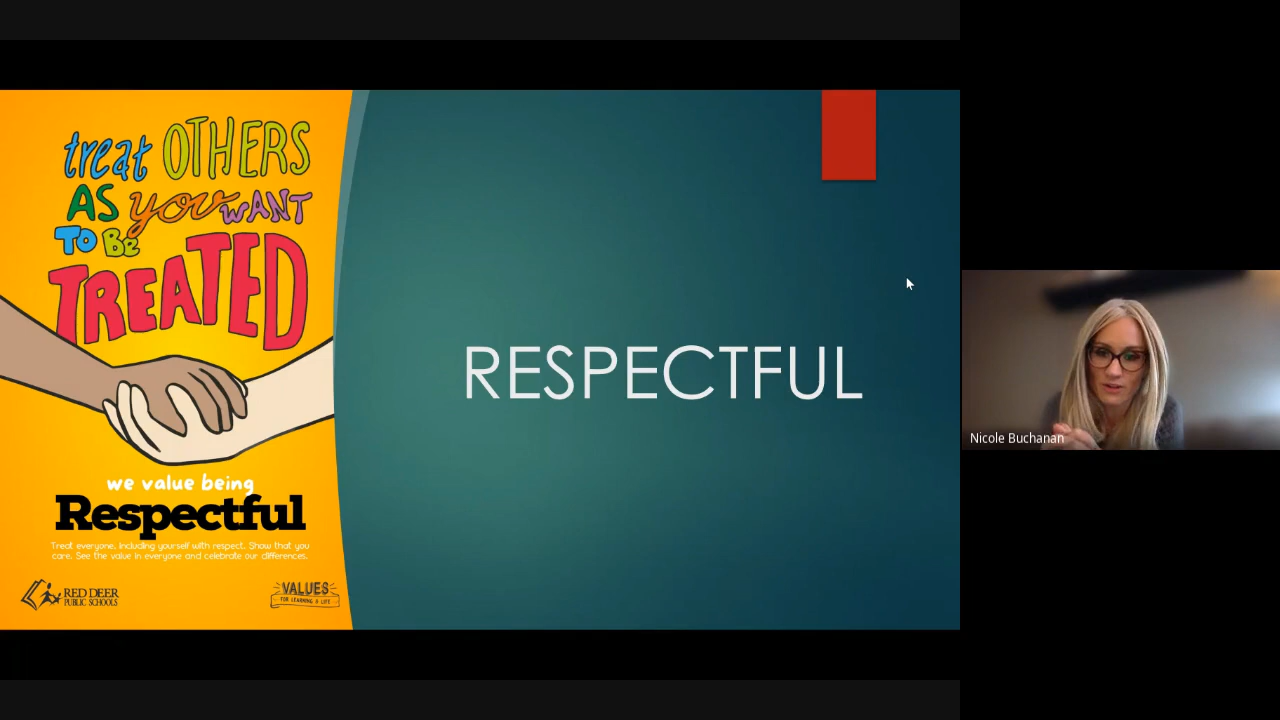 treat OTHERS
AS you WANT
TO Be
TREATED
we value being
Respectful
Treat everyone, including yourself with respect. Show that you
care. See the value in everyone and celebrate our differences.
RED DEER
PUBLIC SCHOOLS
VALUES
FOR LEARNING & LIFE
RESPECTFUL
Nicole Buchanan